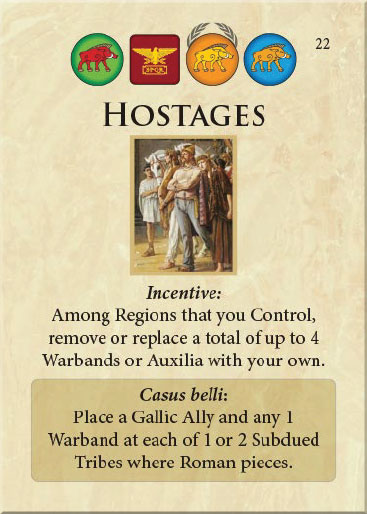 22
SPQR
HOSTAGES
Incentive:
Among Regions that you Control,
remove or replace a total of up to 4
Warbands or Auxilia with your own.
Casus belli:
Place a Gallic Ally and any 1
Warband at each of 1 or 2 Subdued
Tribes where Roman pieces.